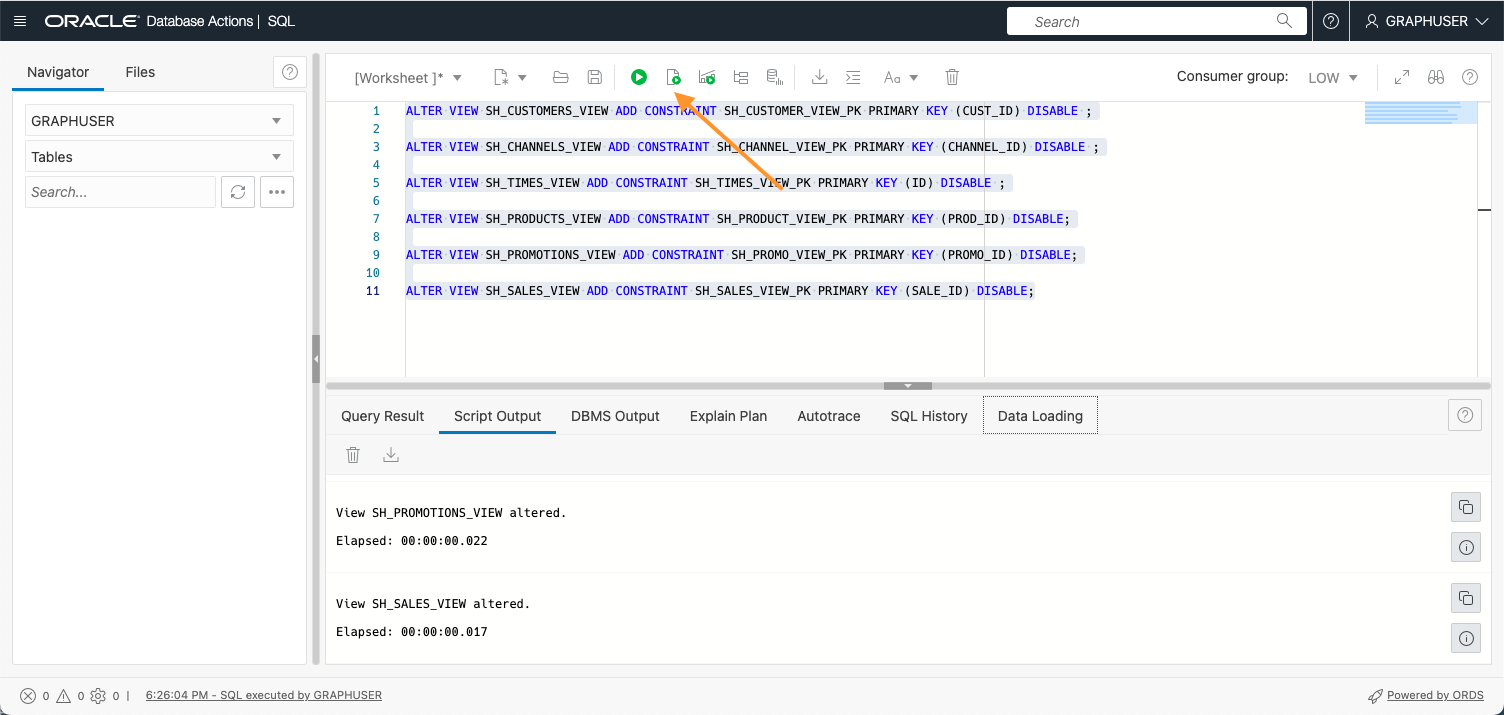 ORACLE Database Actions | SQL
Search
GRAPHUSER
Navigator
Files
GRAPHUSER
Tables
Search...
[Worksheet ]*
Aa
Consumer group: LOW
1 ALTER VIEW SH_CUSTOMERS_VIEW ADD CONSTRAINT SH_CUSTOMER_VIEW_PK PRIMARY KEY (CUST_ID) DISABLE ;
2
3 ALTER VIEW SH_CHANNELS_VIEW ADD CONSTRAINT SH_CHANNEL_VIEW_PK PRIMARY KEY (CHANNEL_ID) DISABLE ;
4
5 ALTER VIEW SH_TIMES_VIEW ADD CONSTRAINT SH_TIMES_VIEW_PK PRIMARY KEY (ID) DISABLE ;
6
7 ALTER VIEW SH_PRODUCTS_VIEW ADD CONSTRAINT SH_PRODUCT_VIEW_PK PRIMARY KEY (PROD_ID) DISABLE;
8
9 ALTER VIEW SH_PROMOTIONS_VIEW ADD CONSTRAINT SH_PROMO_VIEW_PK PRIMARY KEY (PROMO_ID) DISABLE;
10
11 ALTER VIEW SH_SALES_VIEW ADD CONSTRAINT SH_SALES_VIEW_PK PRIMARY KEY (SALE_ID) DISABLE;
Query Result
Script Output
DBMS Output
Explain Plan
Autotrace
SQL History
Data Loading
View SH_PROMOTIONS_VIEW altered.
Elapsed: 00:00:00.022
View SH_SALES_VIEW altered.
Elapsed: 00:00:00.017
0 0 0 | 6:26:04 PM - SQL executed by GRAPHUSER
Powered by ORDS